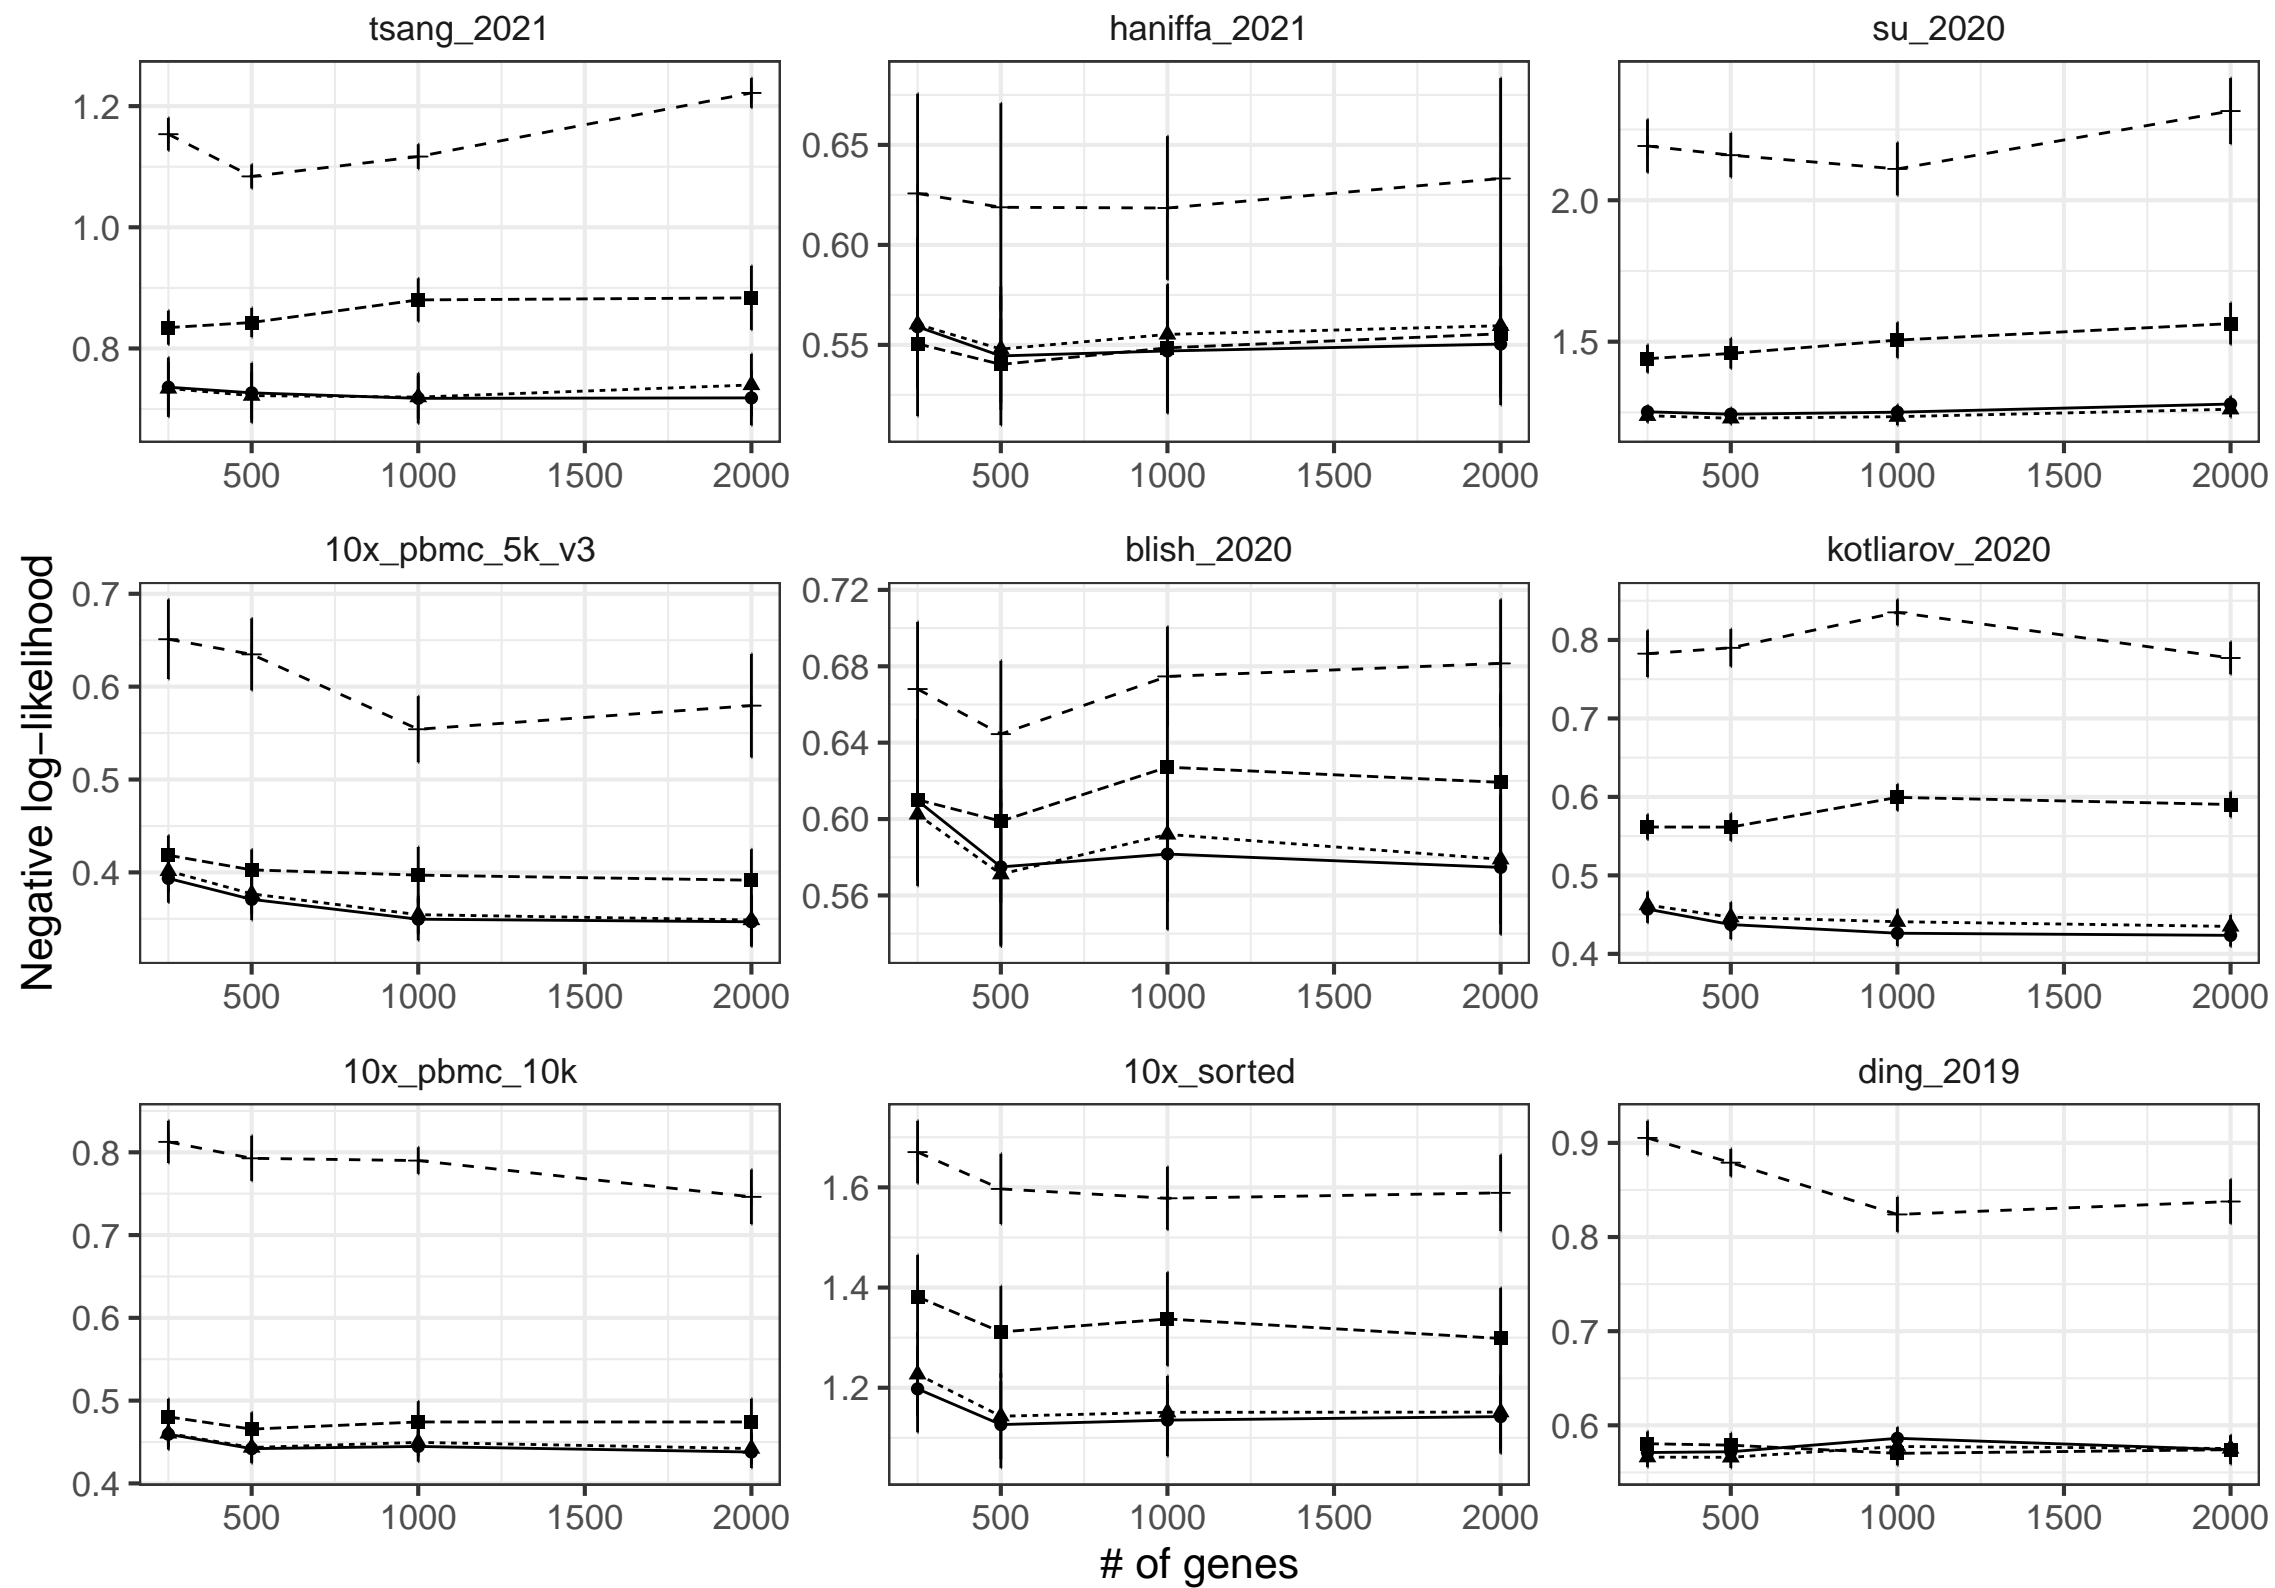 tsang_2021
haniffa_2021
su_2020
1.2
1.0
0.8
500 1000 1500 2000
0.65
0.60
0.55
500 1000 1500 2000
2.0
1.5
500 1000 1500 2000
Negative log−likelihood
10x_pbmc_5k_v3
blish_2020
kotliarov_2020
0.7
0.6
0.5
0.4
500 1000 1500 2000
0.72
0.68
0.64
0.60
0.56
500 1000 1500 2000
0.8
0.7
0.6
0.5
0.4
500 1000 1500 2000
10x_pbmc_10k
10x_sorted
ding_2019
0.8
0.7
0.6
0.5
0.4
500 1000 1500 2000
1.6
1.4
1.2
500 1000 1500 2000
0.9
0.8
0.7
0.6
500 1000 1500 2000
# of genes